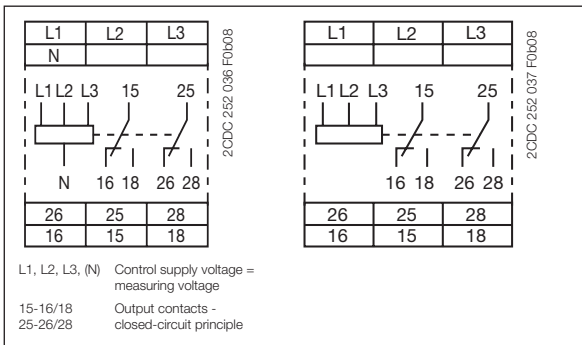 L1 L2 L3
N
L1 L2 L3 15 25
N 16 18 26 28
26 25 28
16 15 18
2CDC 252 036 F0b08
L1 L2 L3
L1 L2 L3 15 25
16 18 26 28
26 25 28
16 15 18
2CDC 252 037 F0b08
L1, L2, L3, (N) Control supply voltage =
measuring voltage
15-16/18 Output contacts -
25-26/28 closed-circuit principle